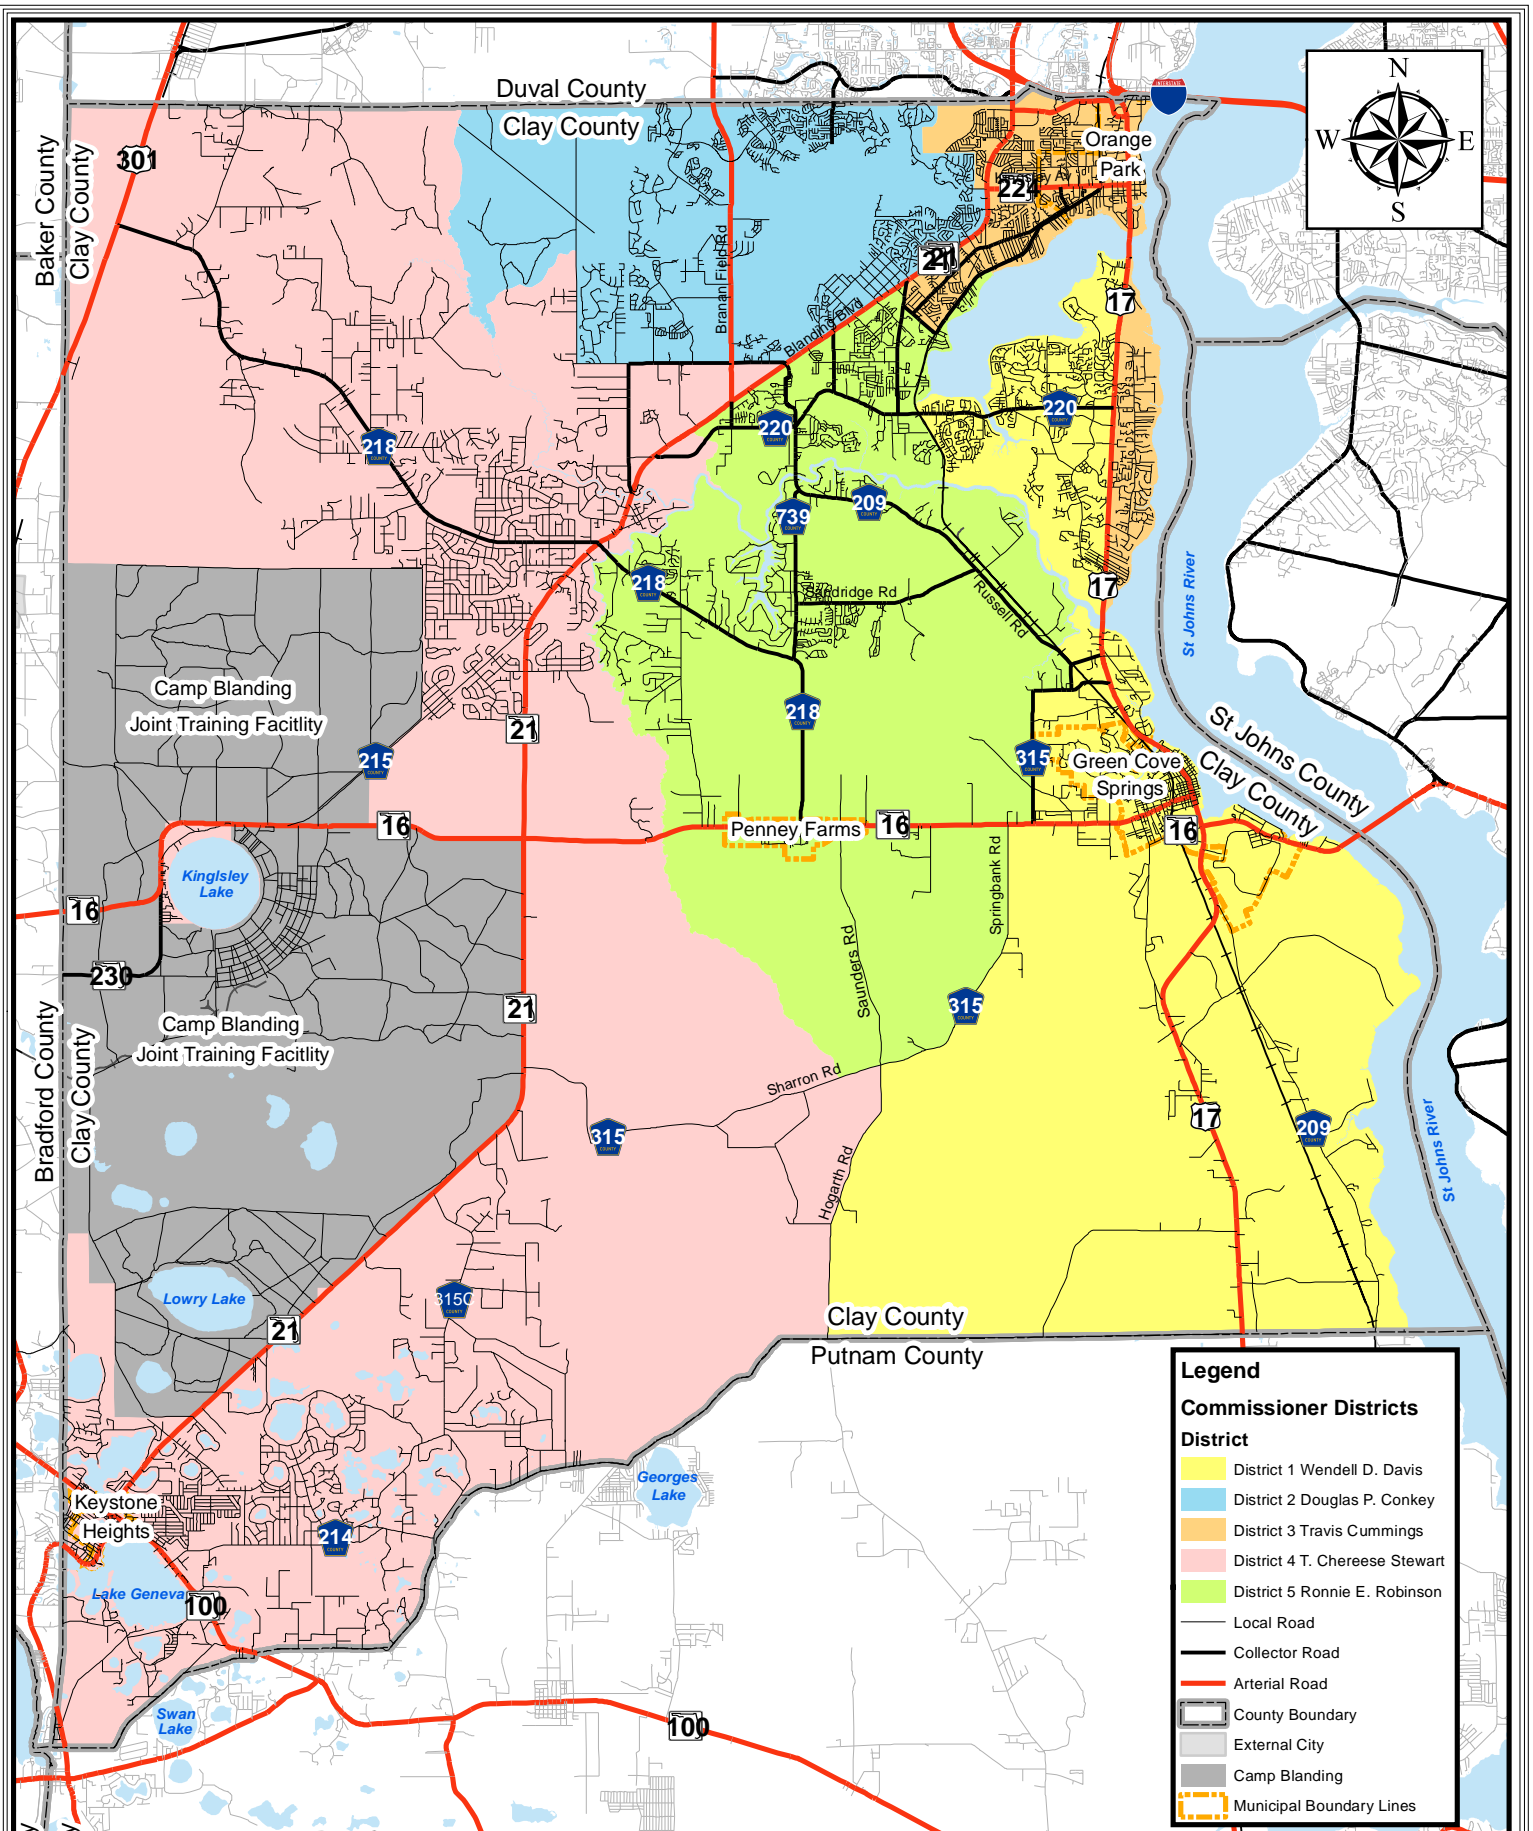 Duval County
Clay County
N
W
E
S
301
Baker County
Clay County
Orange
Park
Kingsley Av
224
21
21
Branan Field Rd
Blanding Blvd
17
220
220
218
739
209
218
Sandridge Rd
Russell Rd
17
St Johns River
Camp Blanding
Joint Training Facitlity
215
21
218
315
Green Cove
Springs
St Johns County
Clay County
16
Penney Farms
16
16
Kinglsley
Lake
16
230
Springbank Rd
Saunders Rd
315
21
Camp Blanding
Joint Training Facitlity
Bradford County
Clay County
Sharron Rd
315
Hogarth Rd
17
209
St Johns River
Lowry Lake
315C
21
Clay County
Putnam County
Georges
Lake
Keystone
Heights
214
Lake Geneva
100
Swan
Lake
100
Legend
Commissioner Districts
District
District 1 Wendell D. Davis
District 2 Douglas P. Conkey
District 3 Travis Cummings
District 4 T. Chereese Stewart
District 5 Ronnie E. Robinson
Local Road
Collector Road
Arterial Road
County Boundary
External City
Camp Blanding
Municipal Boundary Lines